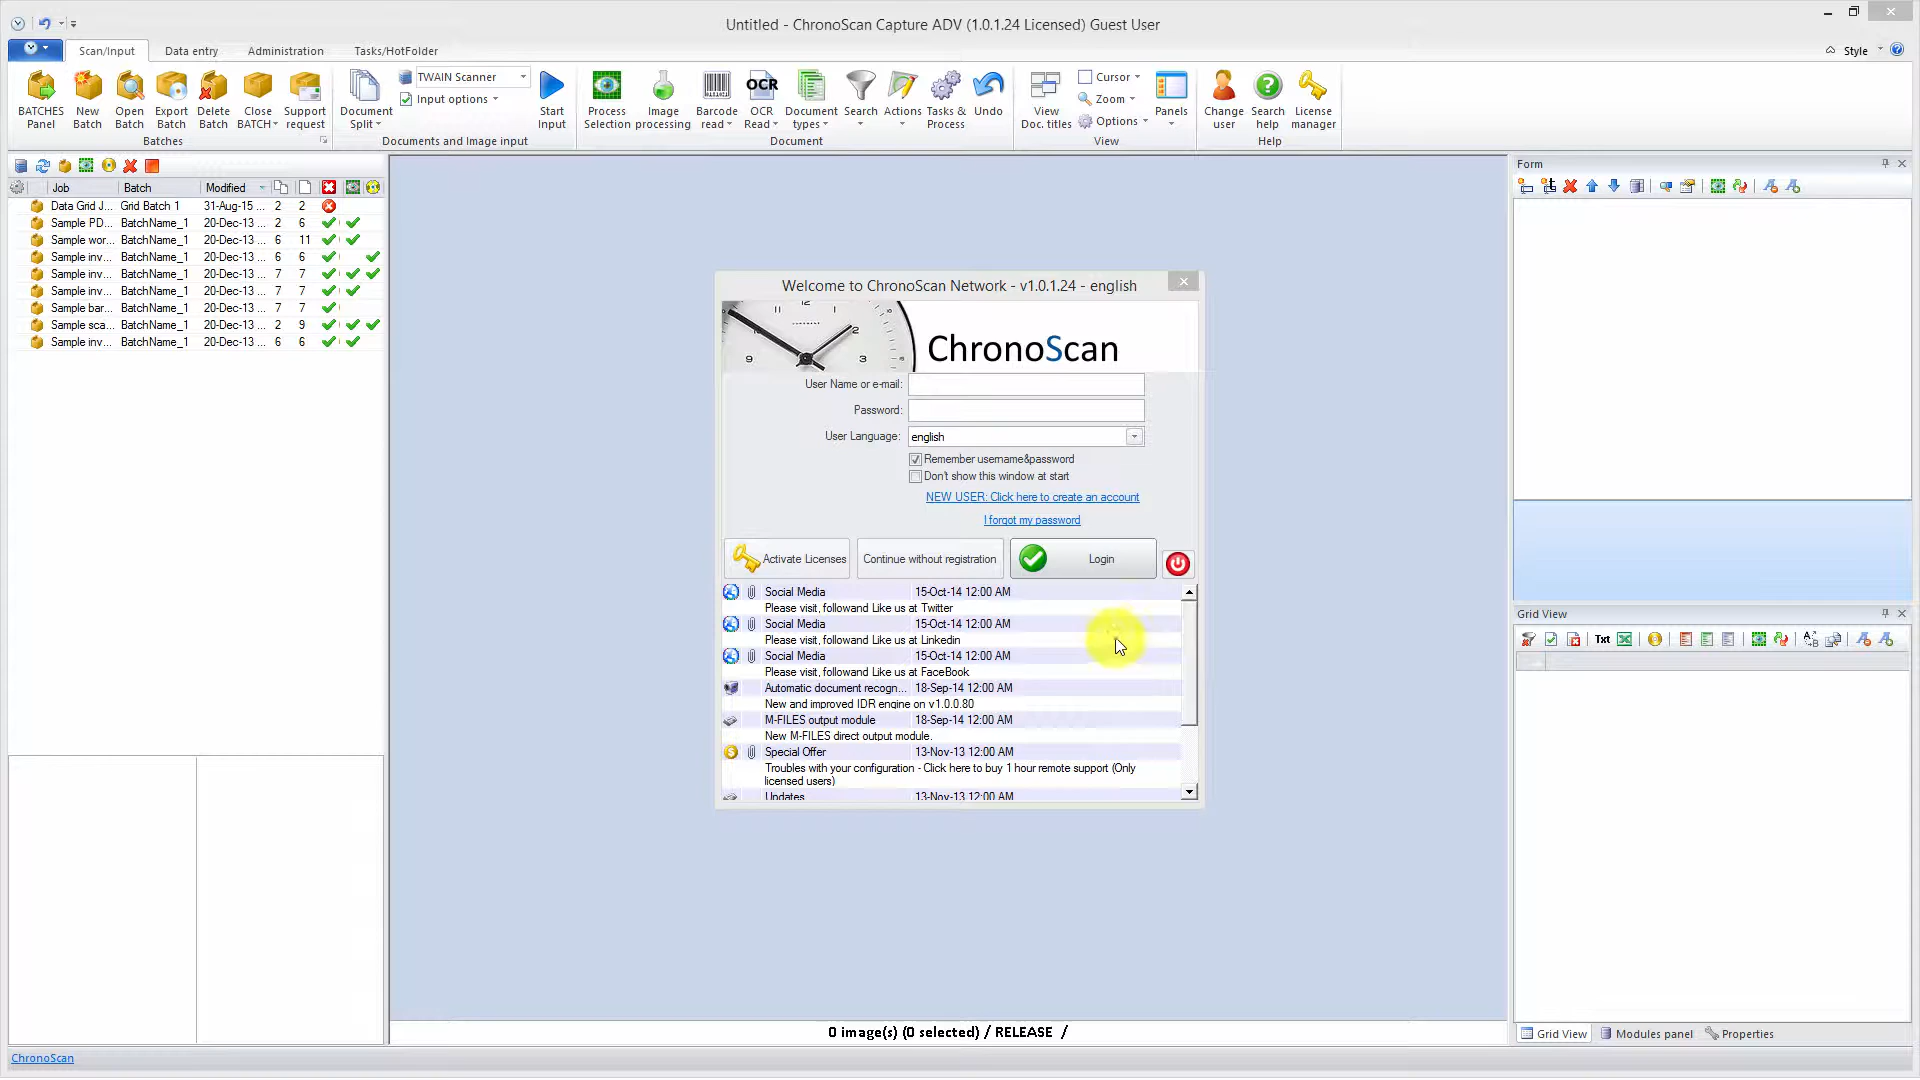 Untitled - ChronoScan Capture ADV (1.0.1.24 Licensed) Guest User
Scan/Input Data entry Administration Tasks/HotFolder Style
BATCHES Panel
New Batch
Open Batch
Export Batch
Delete Batch
Close BATCH
Support request
Document Split
TWAIN Scanner
Input options
Start Input
Process Selection
Image processing
Barcode read
OCR
OCR Read
Document types
Search
Actions
Tasks & Process
Undo
View Doc. titles
Cursor
Zoom
Options
Panels
Change user
Search help
License manager
Batches
Documents and Image input
Document
View
Help
Job Batch Modified
Data Grid J... Grid Batch 1 31-Aug-15 ... 2 2
Sample PD... BatchName_1 20-Dec-13 ... 2 6
Sample wor... BatchName_1 20-Dec-13 ... 6 11
Sample inv... BatchName_1 20-Dec-13 ... 6 6
Sample inv... BatchName_1 20-Dec-13 ... 7 7
Sample inv... BatchName_1 20-Dec-13 ... 7 7
Sample bar... BatchName_1 20-Dec-13 ... 7 7
Sample sca... BatchName_1 20-Dec-13 ... 2 9
Sample inv... BatchName_1 20-Dec-13 ... 6 6
Welcome to ChronoScan Network - v1.0.1.24 - english
11 12 1
2
9 3
ChronoScan
User Name or e-mail:
Password:
User Language: english
Remember username&password
Don't show this window at start
NEW USER: Click here to create an account
I forgot my password
Activate Licenses Continue without registration Login
Social Media 15-Oct-14 12:00 AM
Please visit, followand Like us at Twitter
Social Media 15-Oct-14 12:00 AM
Please visit, followand Like us at Linkedin
Social Media 15-Oct-14 12:00 AM
Please visit, followand Like us at FaceBook
Automatic document recogn... 18-Sep-14 12:00 AM
New and improved IDR engine on v1.0.0.80
M-FILES output module 18-Sep-14 12:00 AM
New M-FILES direct output module.
Special Offer 13-Nov-13 12:00 AM
Troubles with your configuration - Click here to buy 1 hour remote support (Only
licensed users)
Updates 13-Nov-13 12:00 AM
Form
Grid View
Txt
0 image(s) (0 selected) / RELEASE /
Grid View Modules panel Properties
ChronoScan